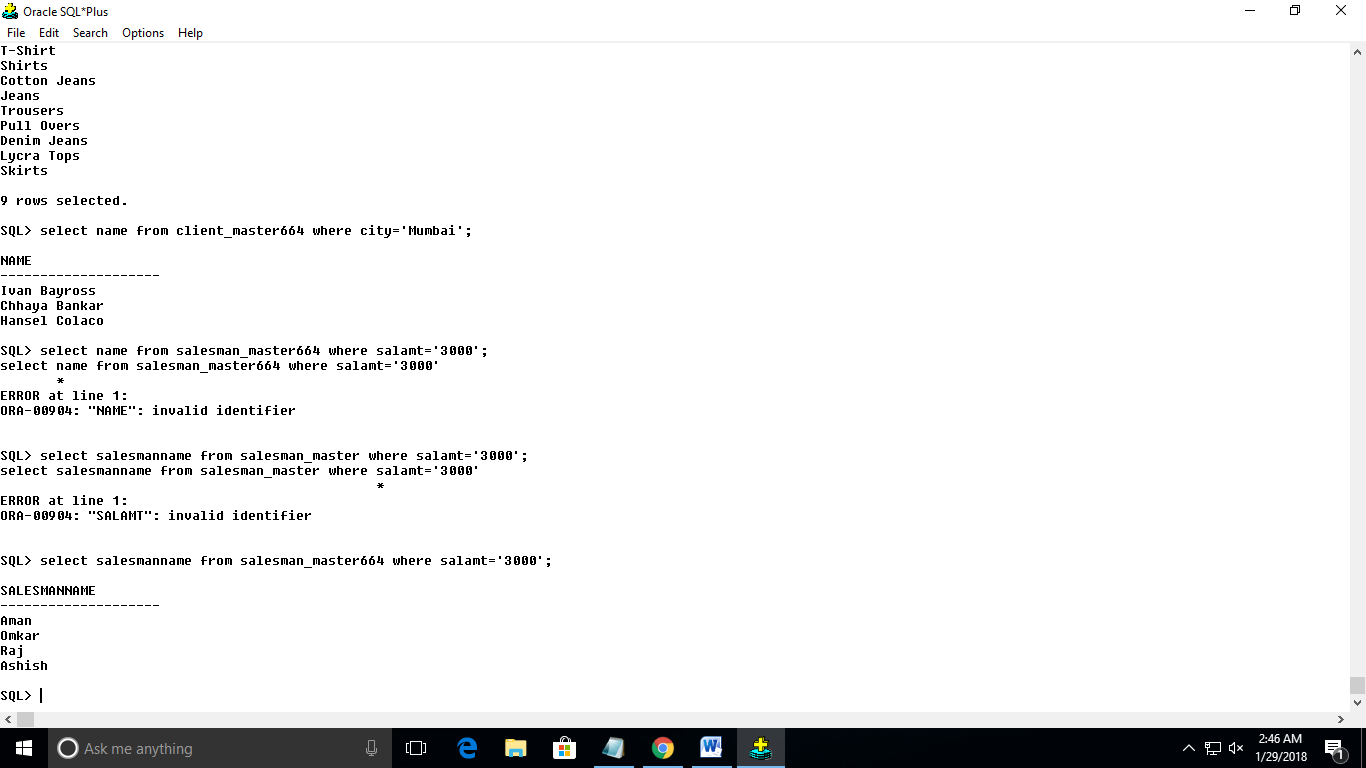 Oracle SQL*Plus
File Edit Search Options Help
T-Shirt
Shirts
Cotton Jeans
Jeans
Trousers
Pull Overs
Denim Jeans
Lycra Tops
Skirts
9 rows selected.
SQL> select name from client_master664 where city='Mumbai';
NAME
--------------------
Ivan Bayross
Chhaya Bankar
Hansel Colaco
SQL> select name from salesman_master664 where salamt='3000';
select name from salesman_master664 where salamt='3000'
       *
ERROR at line 1:
ORA-00904: "NAME": invalid identifier
SQL> select salesmanname from salesman_master where salamt='3000';
select salesmanname from salesman_master where salamt='3000'
                                               *
ERROR at line 1:
ORA-00904: "SALAMT": invalid identifier
SQL> select salesmanname from salesman_master664 where salamt='3000';
SALESMANNAME
--------------------
Aman
Omkar
Raj
Ashish
SQL>
Ask me anything
2:46 AM
1/29/2018
1